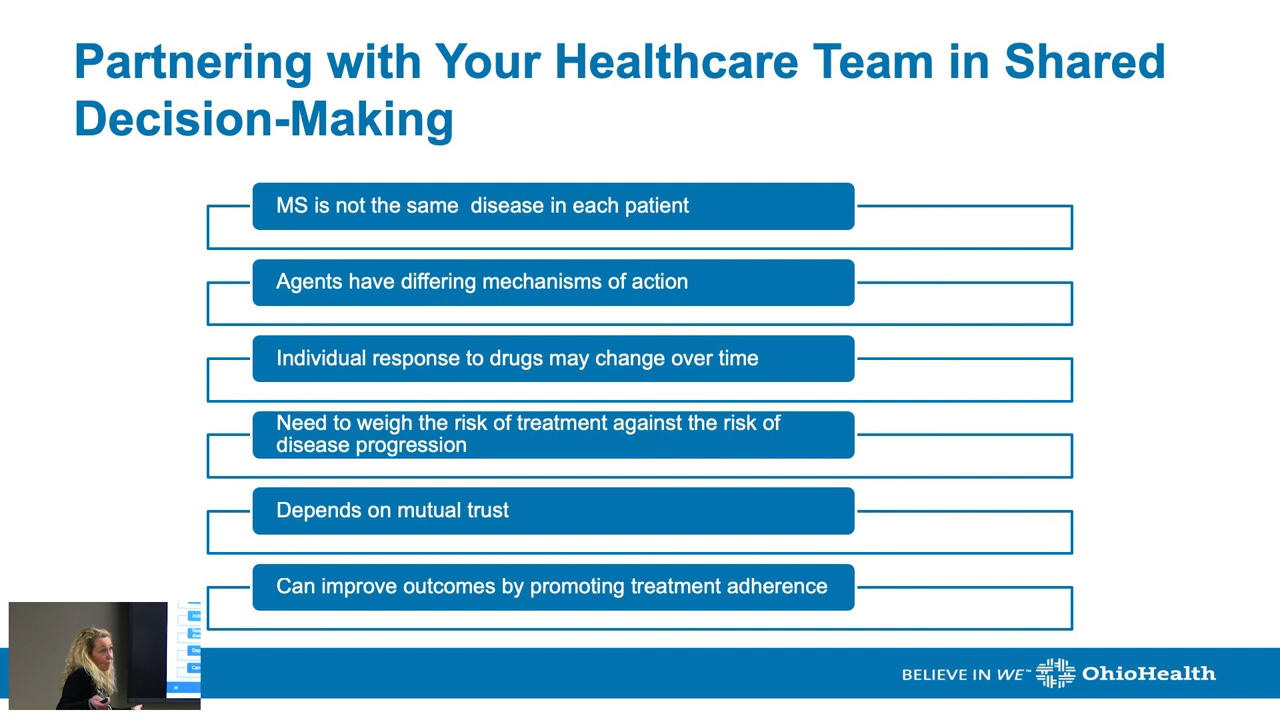 Partnering with Your Healthcare Team in Shared
Decision-Making
MS is not the same  disease in each patient
Agents have differing mechanisms of action
Individual response to drugs may change over time
Need to weigh the risk of treatment against the risk of
disease progression
Depends on mutual trust
Can improve outcomes by promoting treatment adherence
BELIEVE IN WE™ OhioHealth